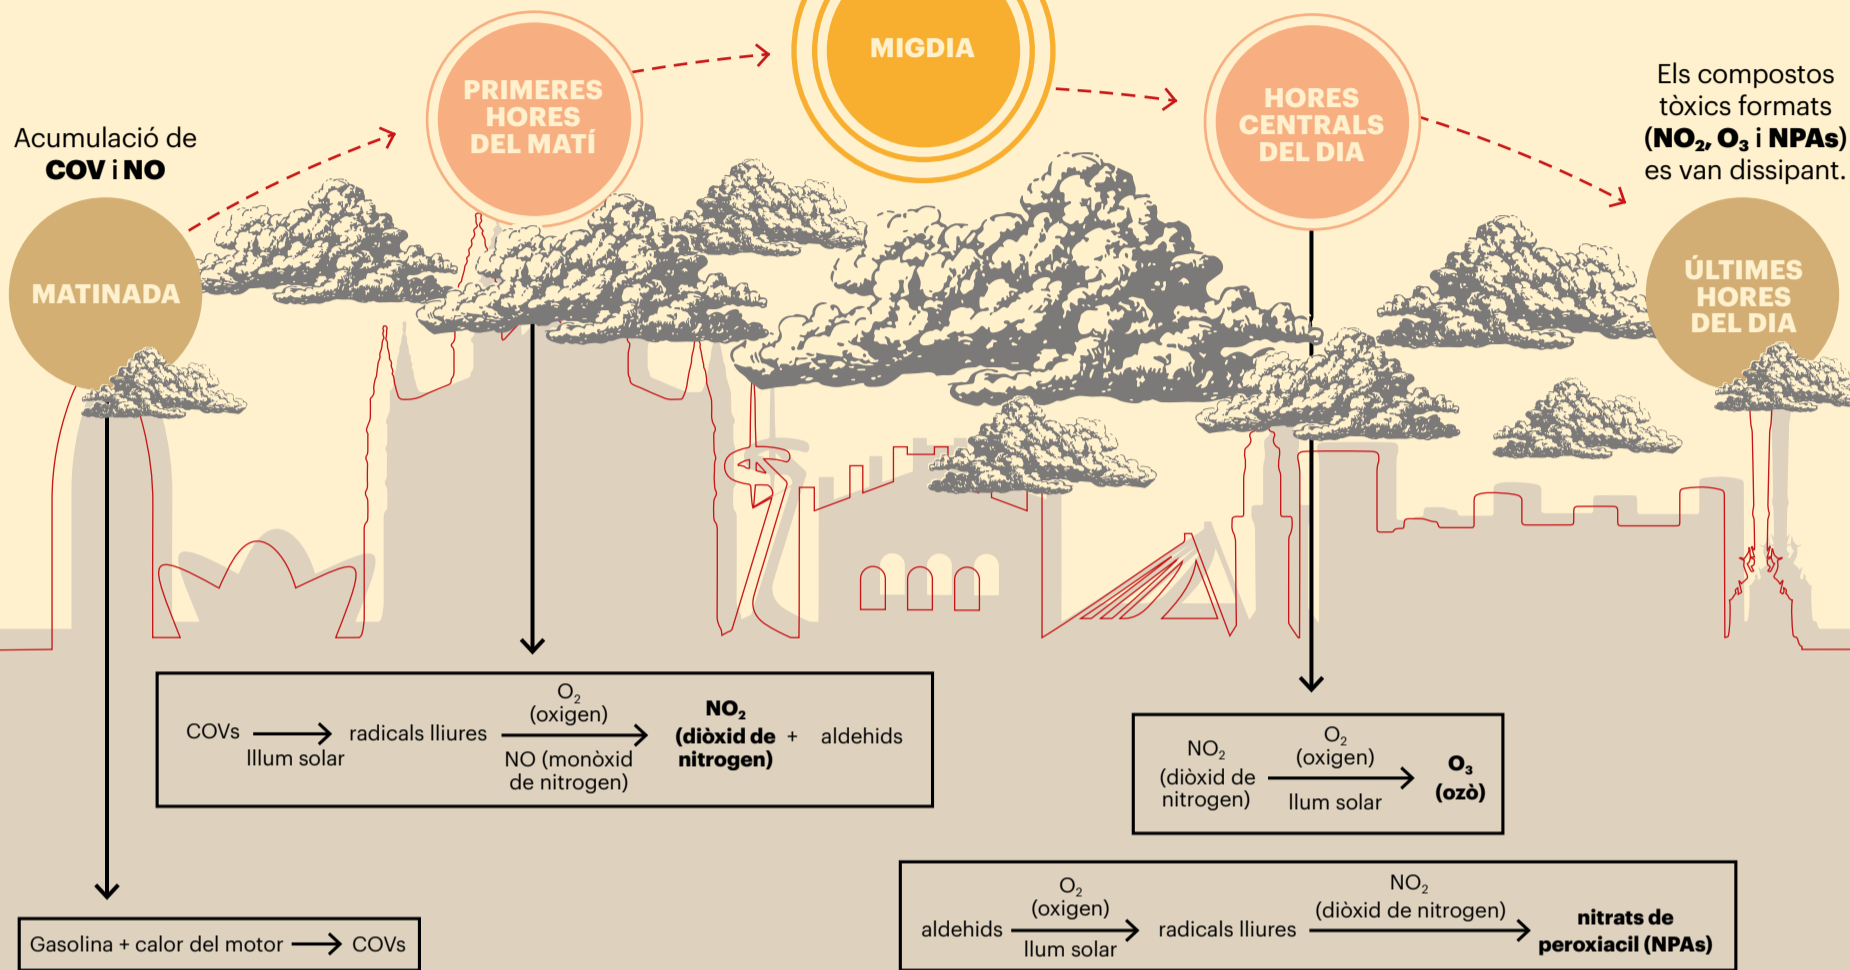 Acumulació de
COV i NO
MATINADA
PRIMERES
HORES
DEL MATÍ
MIGDIA
HORES
CENTRALS
DEL DIA
Els compostos
tòxics formats
(NO₂, O₃ i NPAs)
es van dissipant.
ÚLTIMES
HORES
DEL DIA
COVs
lllum solar
radicals lliures
O₂
(oxigen)
NO (monòxid
de nitrogen)
NO₂
(diòxid de
nitrogen)
+
aldehids
NO₂
(diòxid de
nitrogen)
O₂
(oxigen)
llum solar
O₃
(ozò)
Gasolina + calor del motor
COVs
aldehids
O₂
(oxigen)
llum solar
radicals lliures
NO₂
(diòxid de nitrogen)
nitrats de
peroxiacil (NPAs)